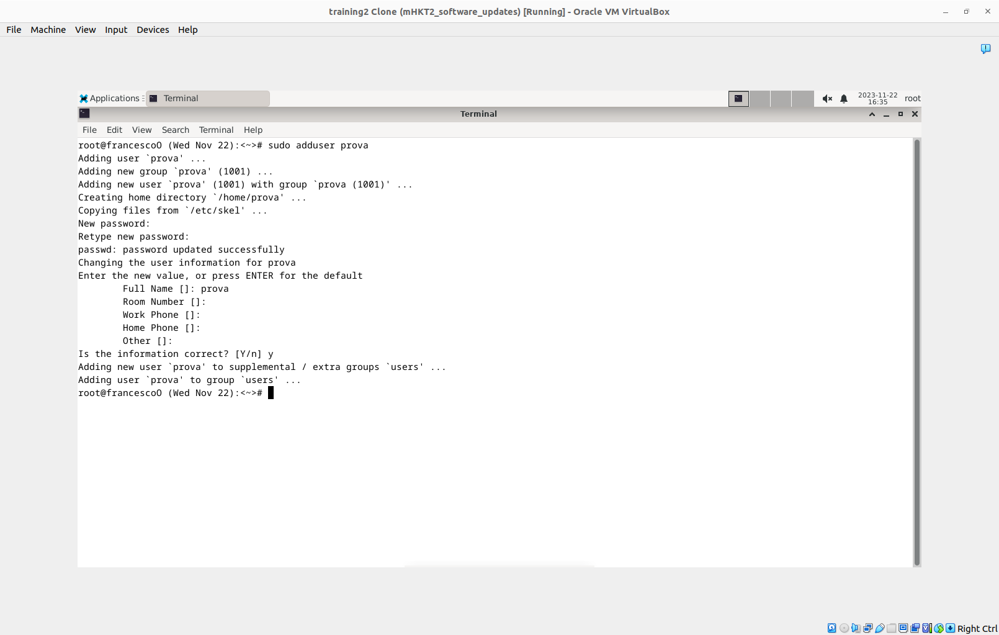 training2 Clone (mHKT2_software_updates) [Running] - Oracle VM VirtualBox
File Machine View Input Devices Help
Applications Terminal 2023-11-22 16:35 root
Terminal
File Edit View Search Terminal Help
root@francescoO (Wed Nov 22):<~># sudo adduser prova
Adding user `prova' ...
Adding new group `prova' (1001) ...
Adding new user `prova' (1001) with group `prova (1001)' ...
Creating home directory `/home/prova' ...
Copying files from `/etc/skel' ...
New password:
Retype new password:
passwd: password updated successfully
Changing the user information for prova
Enter the new value, or press ENTER for the default
Full Name []: prova
Room Number []:
Work Phone []:
Home Phone []:
Other []:
Is the information correct? [Y/n] y
Adding new user `prova' to supplemental / extra groups `users' ...
Adding user `prova' to group `users' ...
root@francescoO (Wed Nov 22):<~>#
Right Ctrl